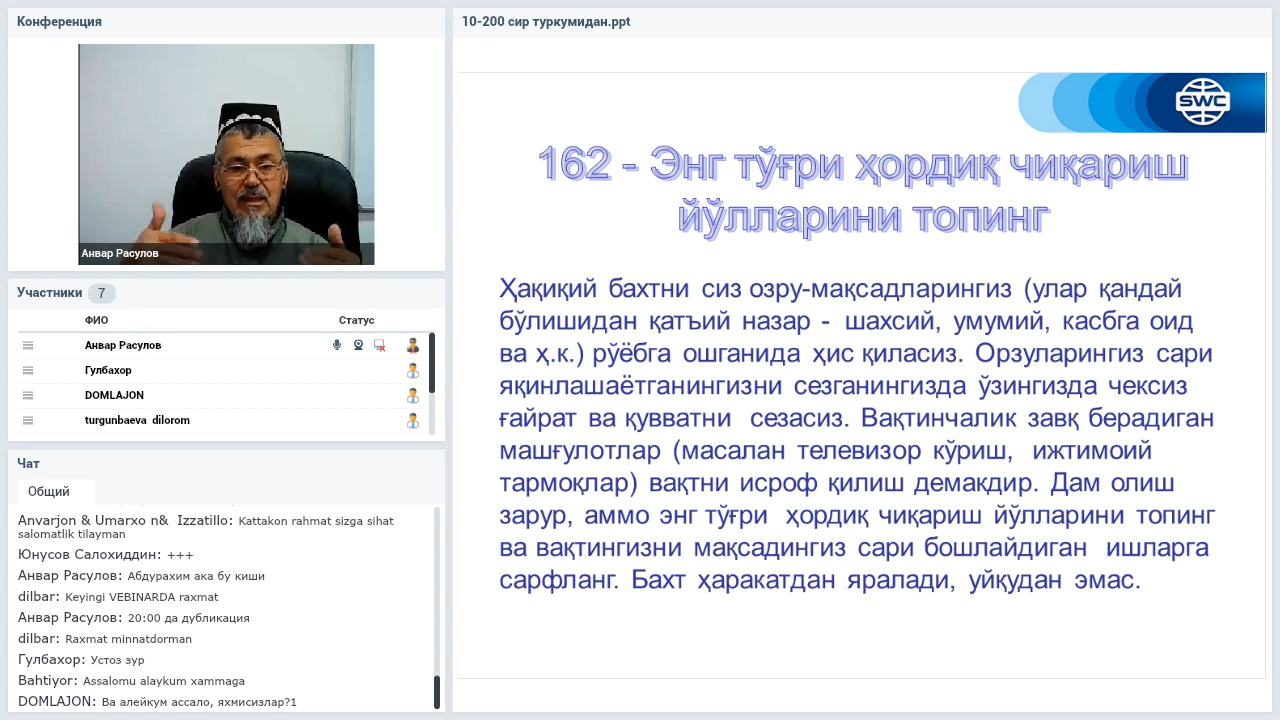 Конференция
Анвар Расулов
Участники 7
ФИО Статус
Анвар Расулов
Гулбахор
DOMLAJON
turgunbaeva dilorom
Чат
Общий
Anvarjon & Umarxo n& Izzatillo: Kattakon rahmat sizga sihat
salomatlik tilayman
Юнусов Салохиддин: +++
Анвар Расулов: Абдурахим ака бу киши
dilbar: Keyingi VEBINARDA raxmat
Анвар Расулов: 20:00 да дубликация
dilbar: Raxmat minnatdorman
Гулбахор: Устоз зур
Bahtiyor: Assalomu alaykum xammaga
DOMLAJON: Ва алейкум ассало, яхмисизлар?1
10-200 сир туркумидан.ppt
SWC
162 - Энг тўғри ҳордиқ чиқариш
йўлларини топинг
Ҳақиқий бахтни сиз озру-мақсадларингиз (улар қандай
бўлишидан қатъий назар - шахсий, умумий, касбга оид
ва ҳ.к.) рўёбга ошганида ҳис қиласиз. Орзуларингиз сари
яқинлашаётганингизни сезганингизда ўзингизда чексиз
ғайрат ва қувватни сезасиз. Вақтинчалик завқ берадиган
машғулотлар (масалан телевизор кўриш, ижтимоий
тармоқлар) вақтни исроф қилиш демакдир. Дам олиш
зарур, аммо энг тўғри ҳордиқ чиқариш йўлларини топинг
ва вақтингизни мақсадингиз сари бошлайдиган ишларга
сарфланг. Бахт ҳаракатдан яралади, уйқудан эмас.